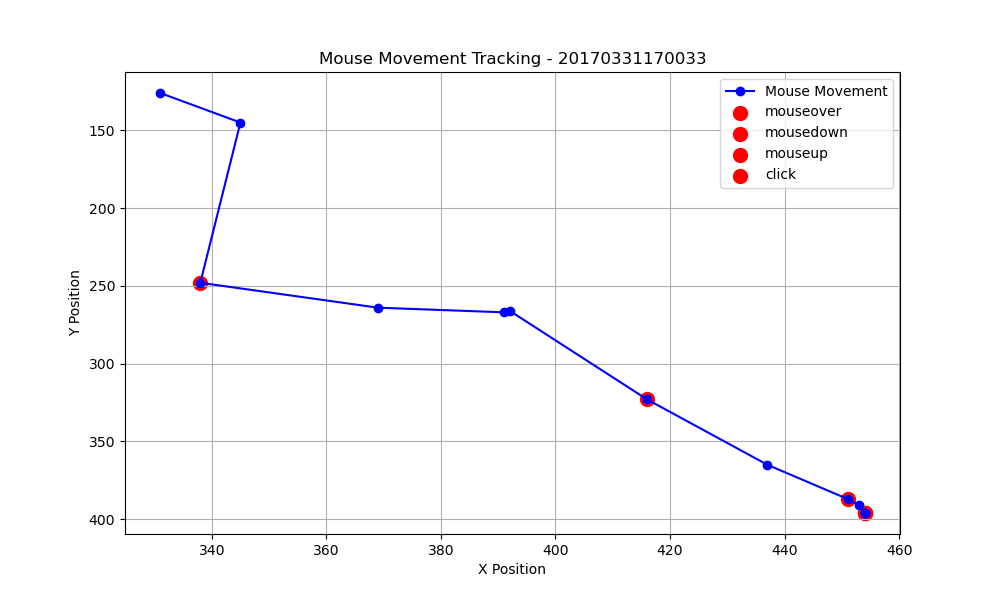 Mouse Movement Tracking - 20170331170033
Mouse Movement
mouseover
mousedown
mouseup
click
Y Position
150
200
250
300
350
400
340
360
380
400
420
440
460
X Position